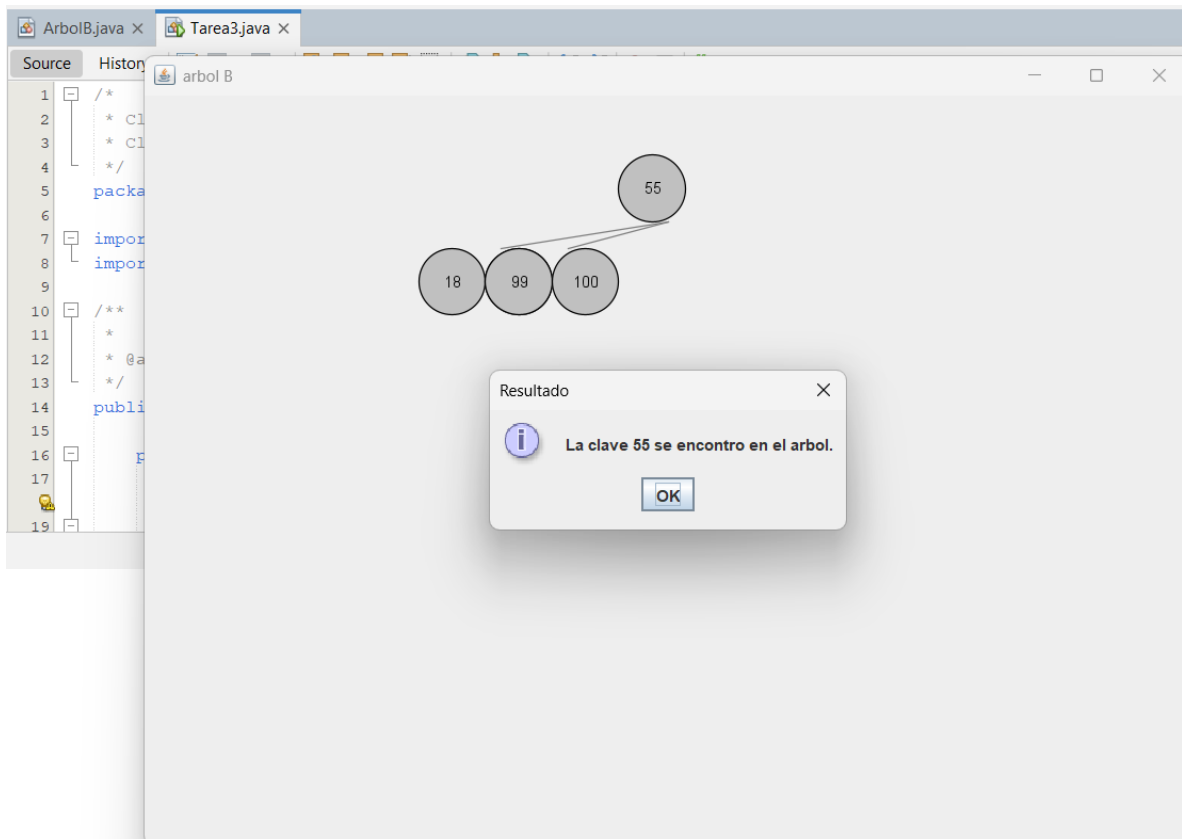 ArbolB.java
Tarea3.java
Source
History
arbol B
1 /*
2 * Cl
3 * Cl
4 */
5 packa
6
7 impor
8 impor
9
10 /**
11 *
12 * @a
13 */
14 publi
15
16 p
17
19
55
18 99 100
Resultado
La clave 55 se encontro en el arbol.
OK